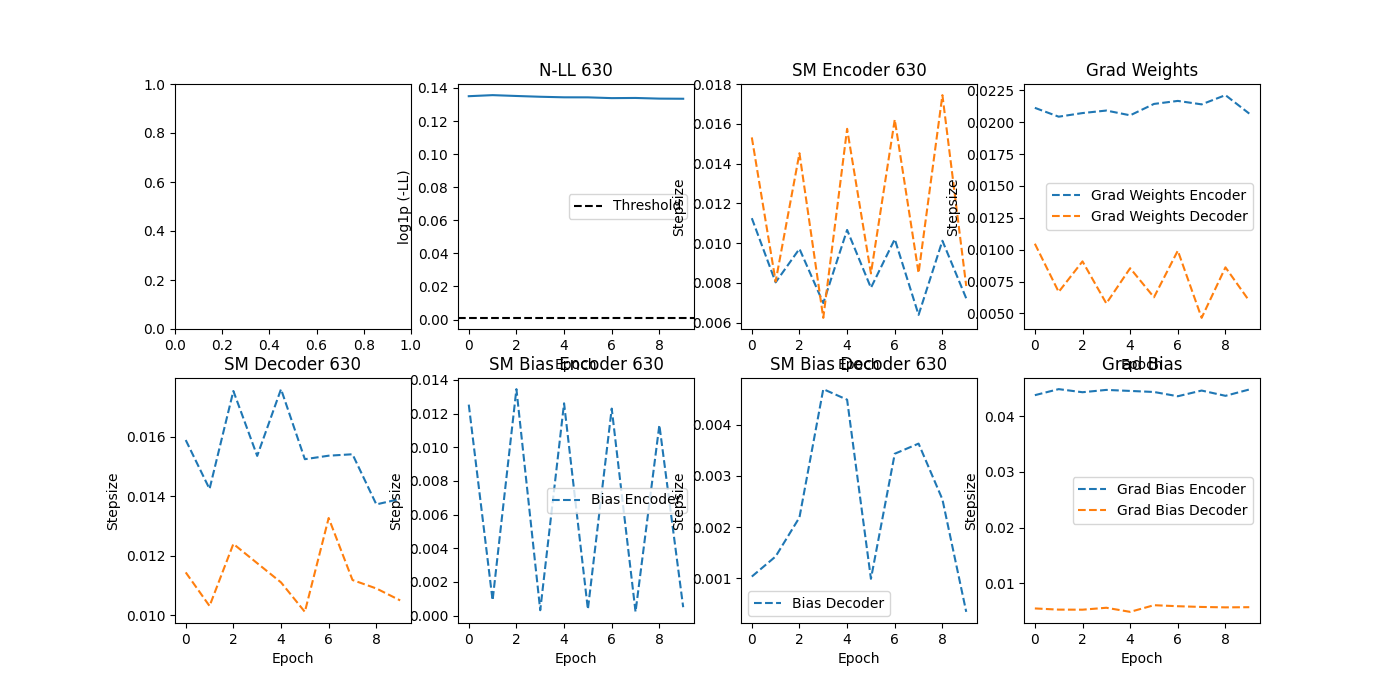 N-LL 630
SM Encoder 630
Grad Weights
1.0
0.8
0.6
0.4
0.2
0.0
0.0 0.2 0.4 0.6 0.8 1.0
log1p (-LL)
0.14
0.12
0.10
0.08
0.06
0.04
0.02
0.00
Threshold
0 2 4 6 8
Epoch
Stepsize
0.018
0.016
0.014
0.012
0.010
0.008
0.006
0 2 4 6 8
Epoch
Stepsize
0.0225
0.0200
0.0175
0.0150
0.0125
0.0100
0.0075
0.0050
Grad Weights Encoder
Grad Weights Decoder
0 2 4 6 8
Epoch
SM Decoder 630
SM Bias Encoder 630
SM Bias Decoder 630
Grad Bias
Stepsize
0.016
0.014
0.012
0.010
0 2 4 6 8
Epoch
Stepsize
0.014
0.012
0.010
0.008
0.006
0.004
0.002
0.000
Bias Encoder
0 2 4 6 8
Epoch
Stepsize
0.004
0.003
0.002
0.001
Bias Decoder
0 2 4 6 8
Epoch
Stepsize
0.04
0.03
0.02
0.01
Grad Bias Encoder
Grad Bias Decoder
0 2 4 6 8
Epoch